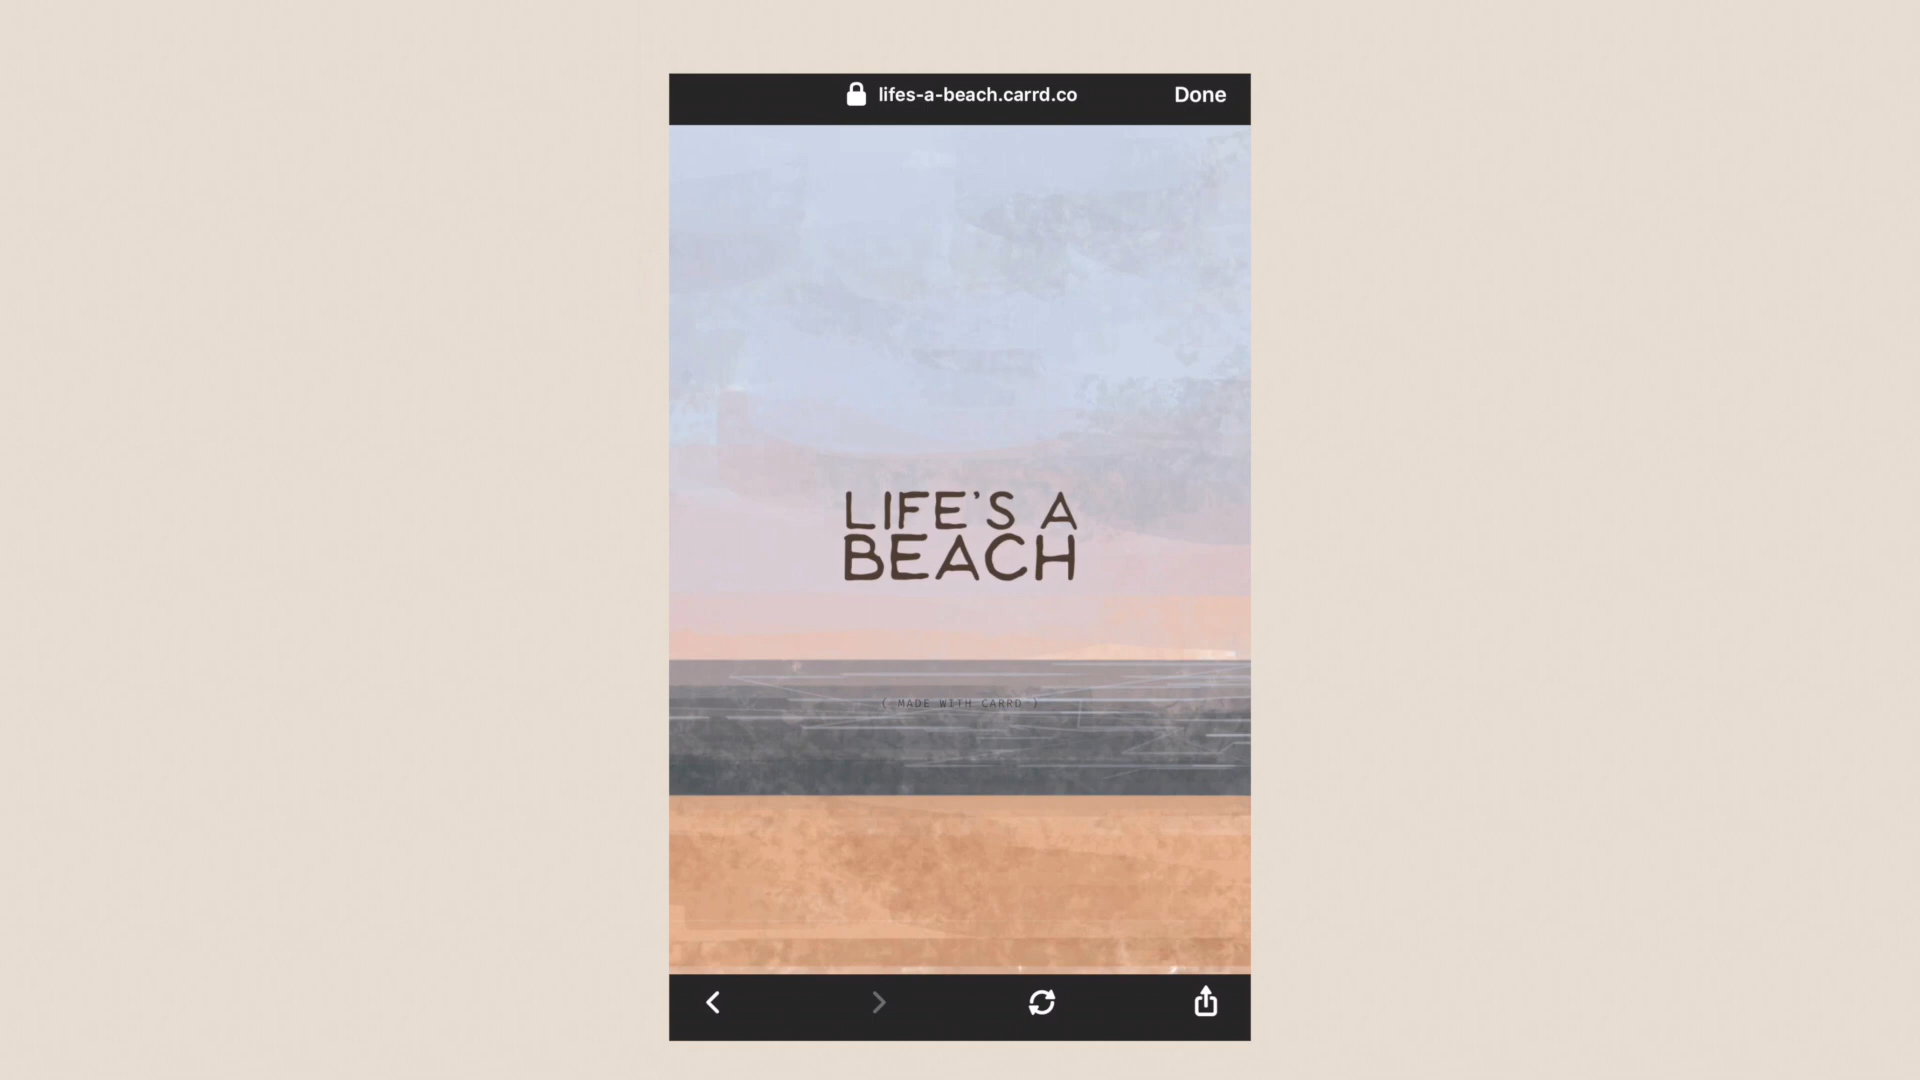 lifes-a-beach.carrd.co
Done
LIFE'S A
BEACH
( MADE WITH CARRD )